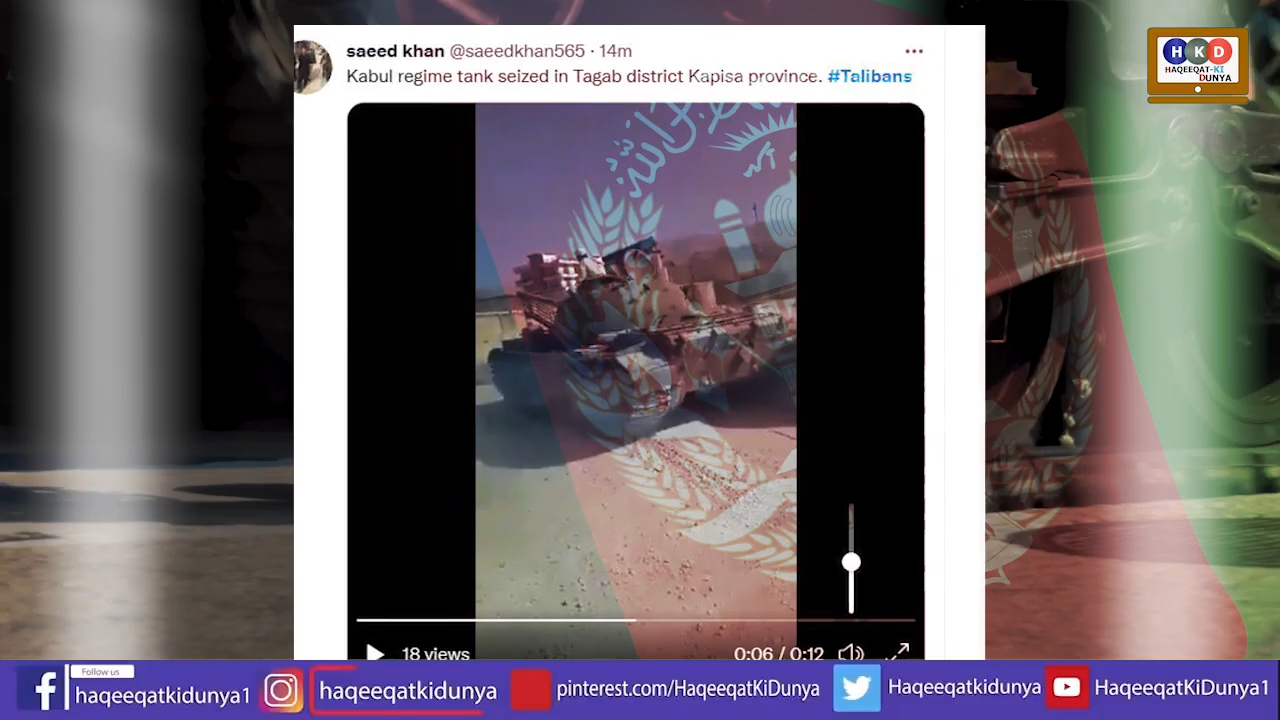 saeed khan @saeedkhan565 · 14m
Kabul regime tank seized in Tagab district Kapisa province. #Talibans
HKD
HAQEEQAT-KI
DUNYA
18 views
0:06 / 0:12
Follow us
haqeeqatkidunya1
haqeeqatkidunya
pinterest.com/HaqeeqatKiDunya
Haqeeqatkidunya
HaqeeqatKiDunya1